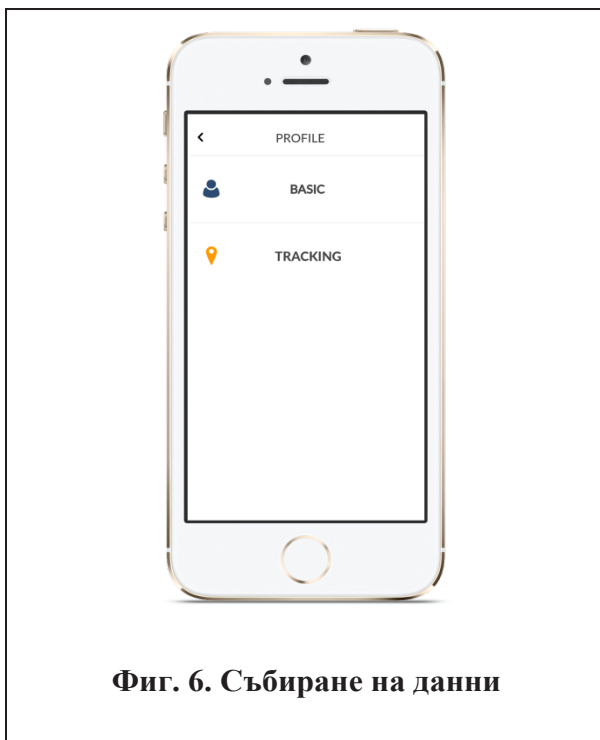 PROFILE
BASIC
TRACKING
Фиг. 6. Събиране на данни